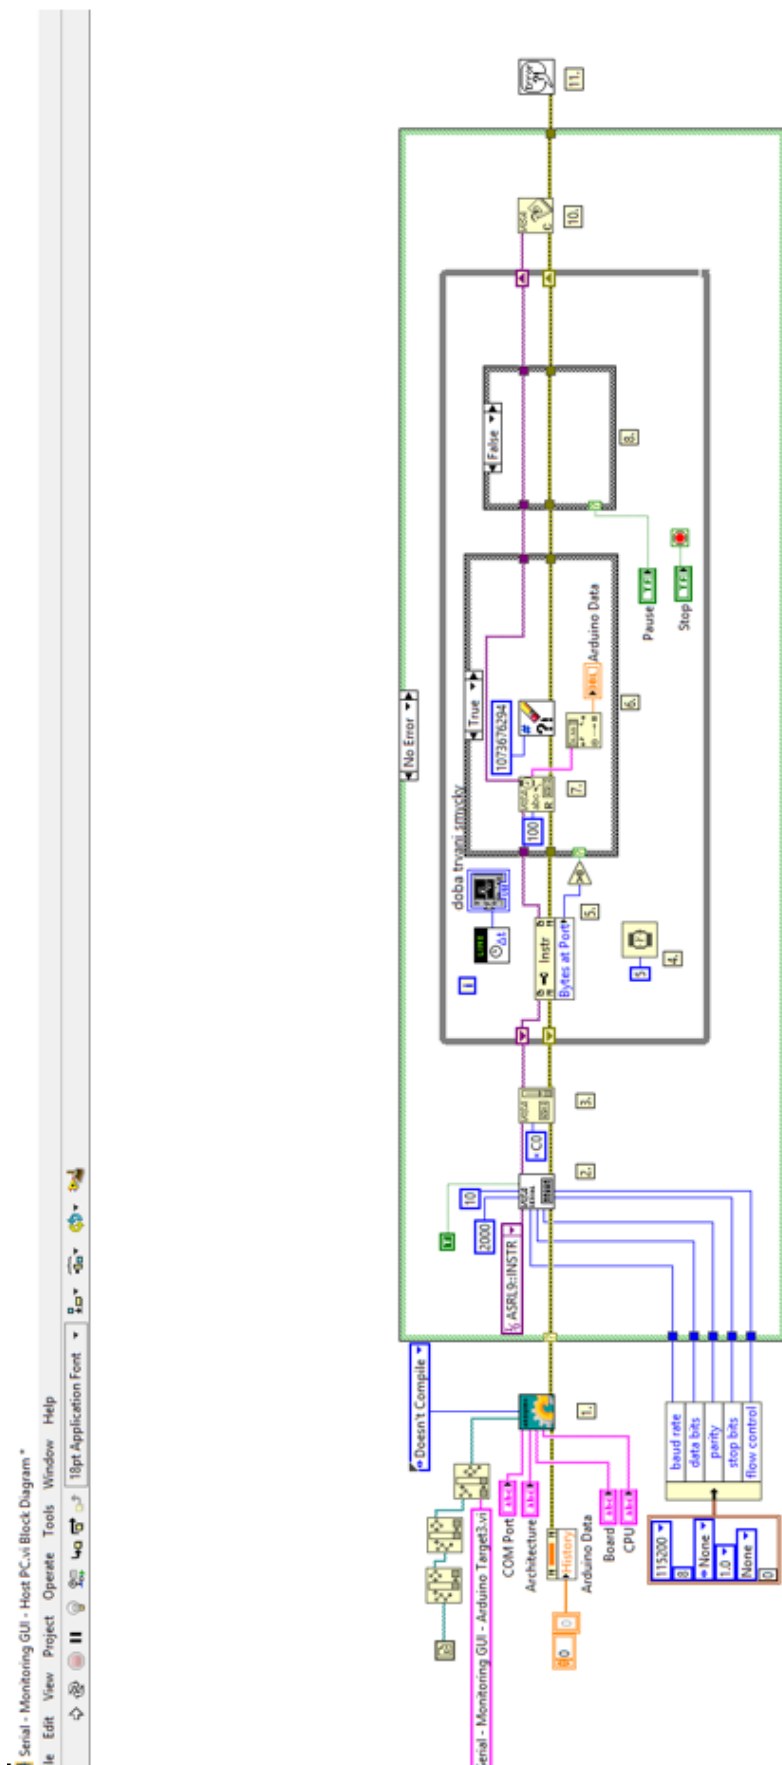 Serial - Monitoring GUI - Host PC.vi Block Diagram *
le Edit View Project Operate Tools Window Help
18pt Application Font
Doesn't Compile
erial - Monitoring GUI - Arduino Target3.vi
COM Port
Architecture
History
Arduino Data
Board
CPU
1.
115200
8
None
1.0
None
0
baud rate
data bits
parity
stop bits
flow control
No Error
2000
10
ASRL9::INSTR
2.
3.
i
doba trvani smycky
Δt
Instr
Bytes at Port
5
4.
5.
True
100
1073676294
7.
Arduino Data
6.
False
8.
Pause
Stop
10.
11.